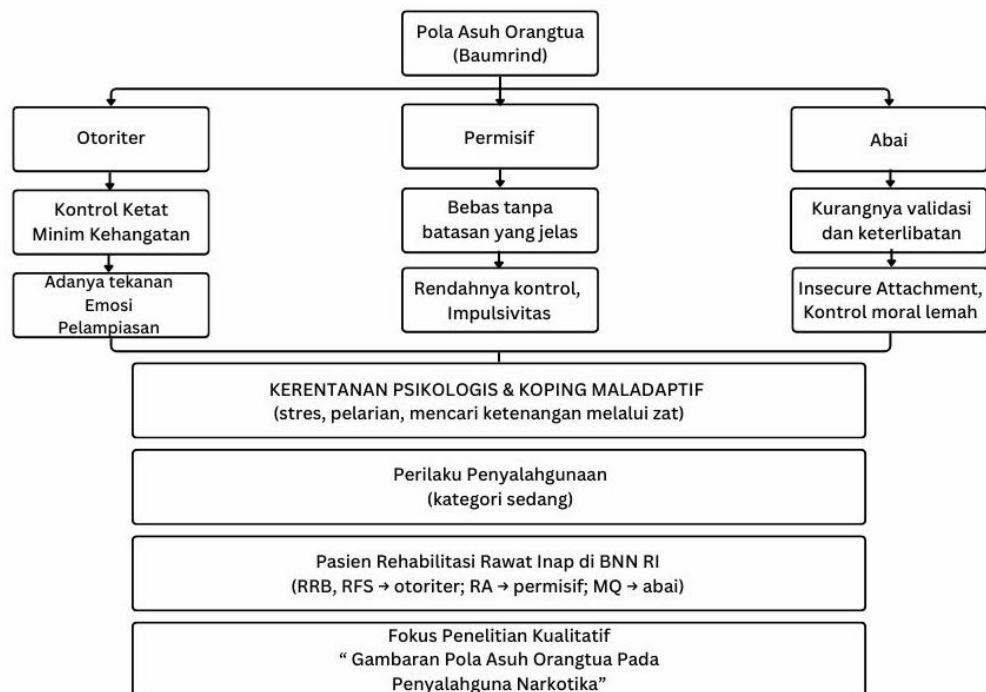 Pola Asuh Orangtua
(Baumrind)
Otoriter
Permisif
Abai
Kontrol Ketat
Minim Kehangatan
Bebas tanpa
batasan yang jelas
Kurangnya validasi
dan keterlibatan
Adanya tekanan
Emosi
Pelampiasan
Rendahnya kontrol,
Impulsivitas
Insecure Attachment,
Kontrol moral lemah
KERENTANAN PSIKOLOGIS & KOPING MALADAPTIF
(stres, pelarian, mencari ketenangan melalui zat)
Perilaku Penyalahgunaan
(kategori sedang)
Pasien Rehabilitasi Rawat Inap di BNN RI
(RRB, RFS → otoriter; RA → permisif; MQ → abai)
Fokus Penelitian Kualitatif
“ Gambaran Pola Asuh Orangtua Pada
Penyalahguna Narkotika”